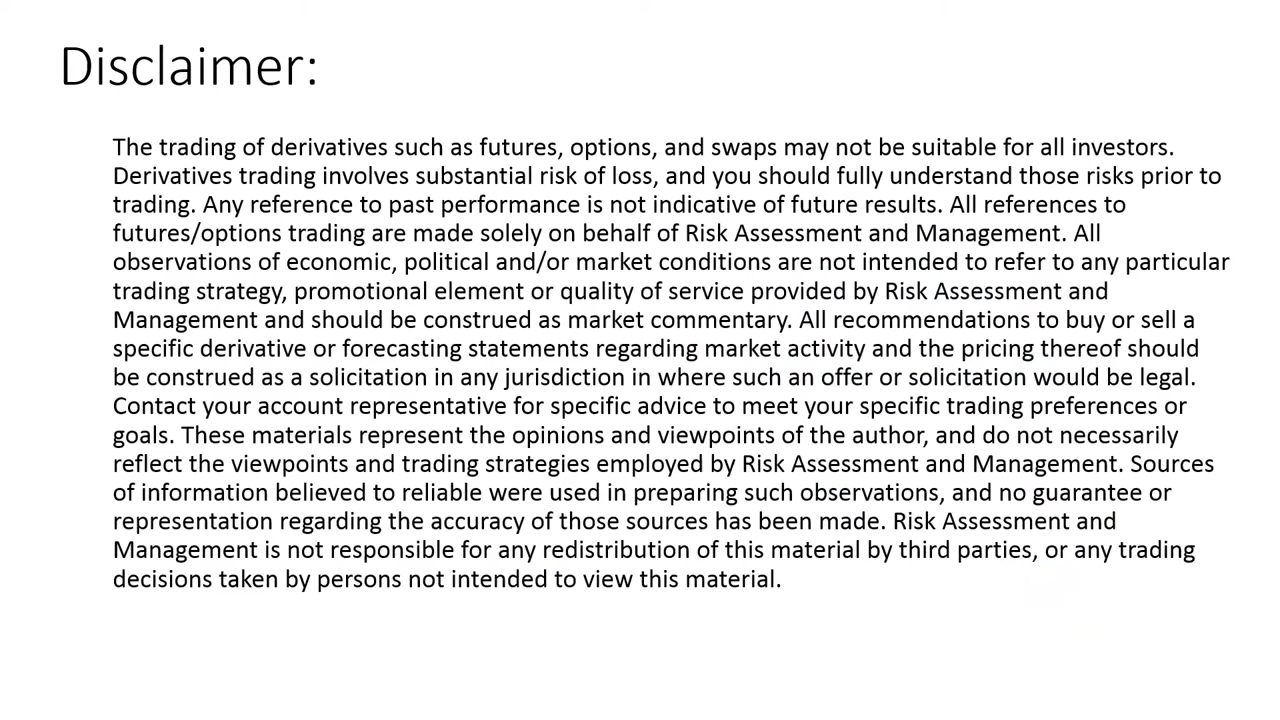 Disclaimer:
The trading of derivatives such as futures, options, and swaps may not be suitable for all investors.
Derivatives trading involves substantial risk of loss, and you should fully understand those risks prior to
trading. Any reference to past performance is not indicative of future results. All references to
futures/options trading are made solely on behalf of Risk Assessment and Management. All
observations of economic, political and/or market conditions are not intended to refer to any particular
trading strategy, promotional element or quality of service provided by Risk Assessment and
Management and should be construed as market commentary. All recommendations to buy or sell a
specific derivative or forecasting statements regarding market activity and the pricing thereof should
be construed as a solicitation in any jurisdiction in where such an offer or solicitation would be legal.
Contact your account representative for specific advice to meet your specific trading preferences or
goals. These materials represent the opinions and viewpoints of the author, and do not necessarily
reflect the viewpoints and trading strategies employed by Risk Assessment and Management. Sources
of information believed to reliable were used in preparing such observations, and no guarantee or
representation regarding the accuracy of those sources has been made. Risk Assessment and
Management is not responsible for any redistribution of this material by third parties, or any trading
decisions taken by persons not intended to view this material.